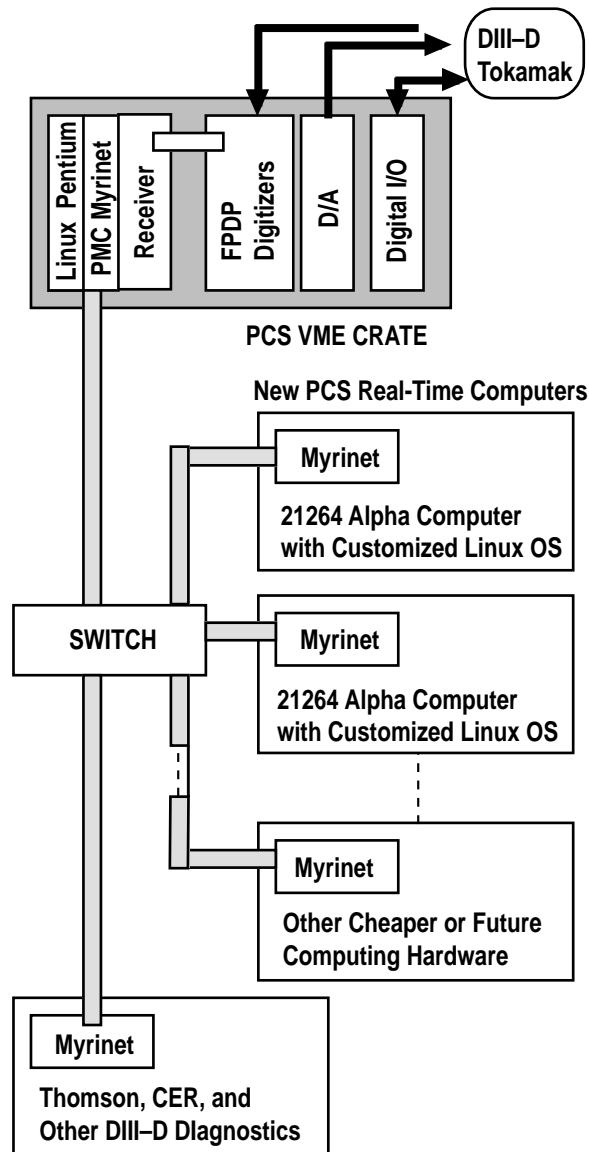 DIII–D
Tokamak
Linux Pentium
PMC Myrinet
Receiver
FPDP
Digitizers
D/A
Digital I/O
PCS VME CRATE
New PCS Real-Time Computers
Myrinet
21264 Alpha Computer
with Customized Linux OS
SWITCH
Myrinet
21264 Alpha Computer
with Customized Linux OS
Myrinet
Other Cheaper or Future
Computing Hardware
Myrinet
Thomson, CER, and
Other DIII–D DIagnostics